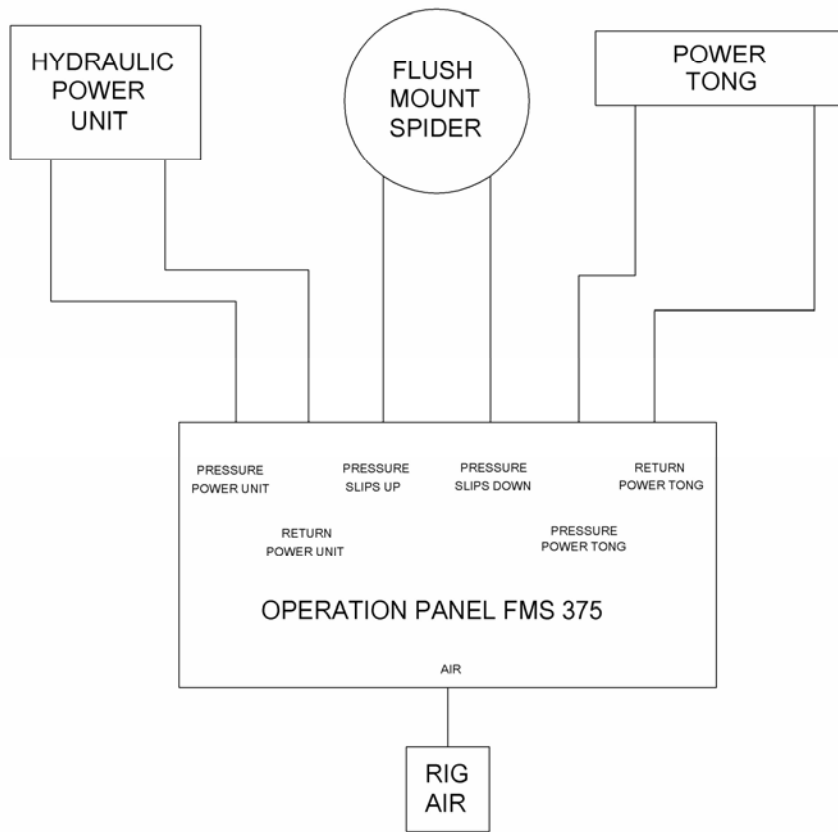 HYDRAULIC
POWER
UNIT
FLUSH
MOUNT
SPIDER
POWER
TONG
PRESSURE
POWER UNIT
RETURN
POWER UNIT
PRESSURE
SLIPS UP
PRESSURE
SLIPS DOWN
PRESSURE
POWER TONG
RETURN
POWER TONG
OPERATION PANEL FMS 375
AIR
RIG
AIR